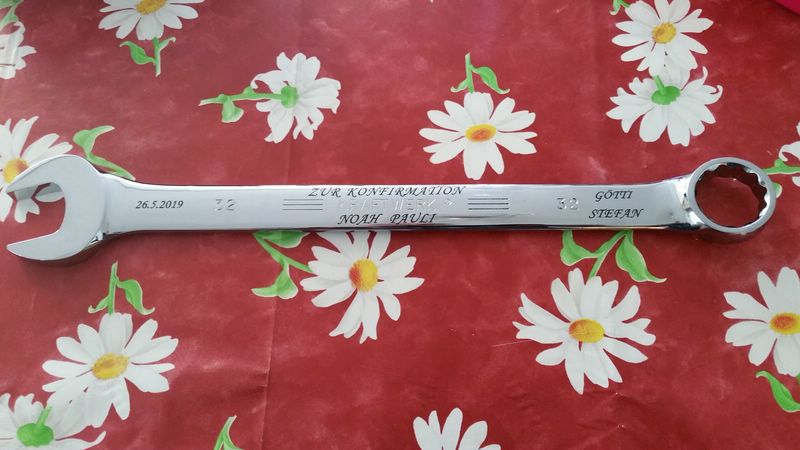 26.5.2019
32
ZUR KONFIRMATION
KRAFTWERK
NOAH PAULI
32
GÖTTI
STEFAN